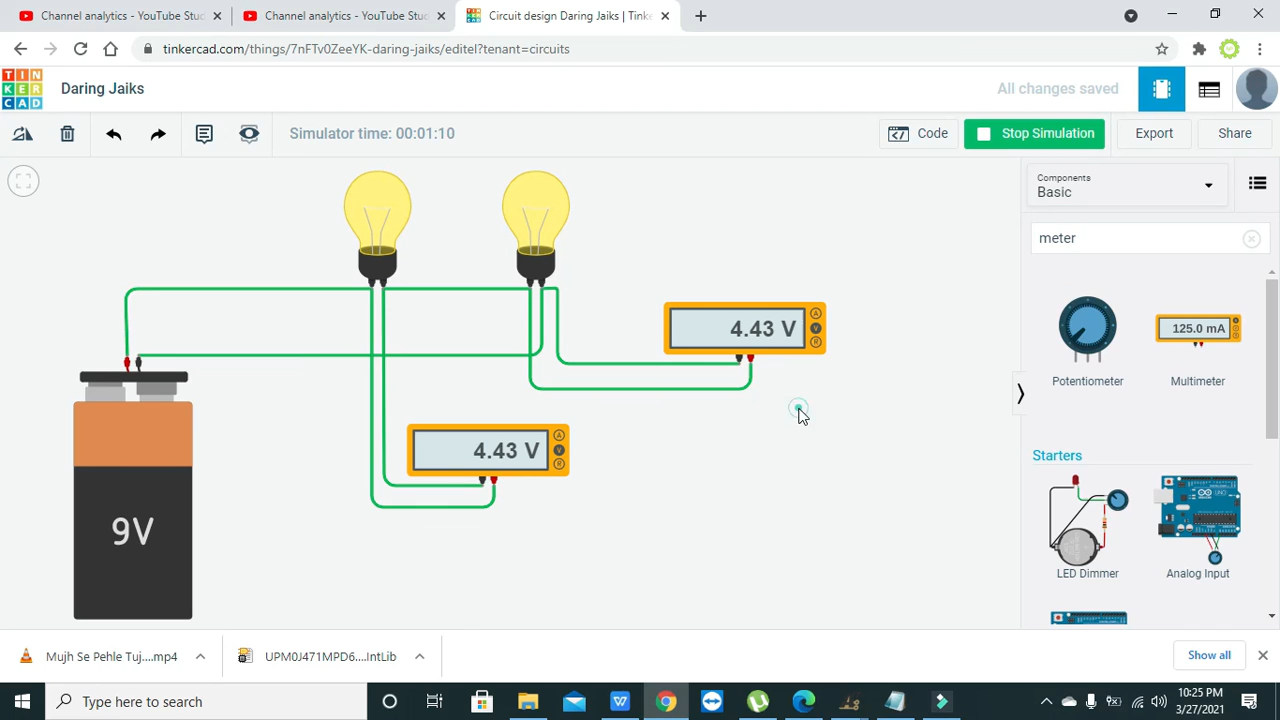 Channel analytics - YouTube Stu
Channel analytics - YouTube Stu
Circuit design Daring Jaiks | Tink
tinkercad.com/things/7nFTv0ZeeYK-daring-jaiks/editel?tenant=circuits
TIN
KER
CAD
Daring Jaiks
All changes saved
Simulator time: 00:01:10
Code
Stop Simulation
Export
Share
Components
Basic
meter
4.43 V
A
V
R
125.0 mA
Potentiometer
Multimeter
4.43 V
A
V
R
Starters
9V
LED Dimmer
Analog Input
Mujh Se Pehle Tuj....mp4
UPM0J471MPD6....IntLib
Show all
Type here to search
10:25 PM
3/27/2021